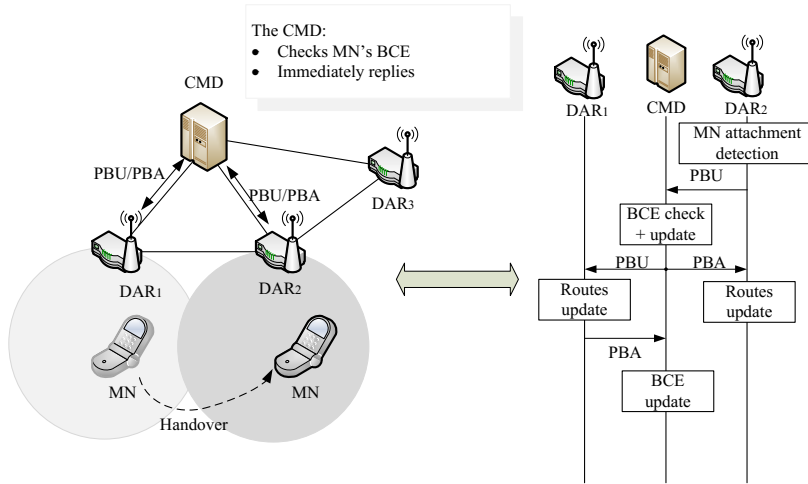 The CMD:
• Checks MN's BCE
• Immediately replies
CMD
PBU/PBA
PBU/PBA
DAR3
DAR1
DAR2
MN
MN
Handover
DAR1
CMD
DAR2
MN attachment
detection
PBU
BCE check
+ update
PBU
PBA
Routes
update
Routes
update
PBA
BCE
update